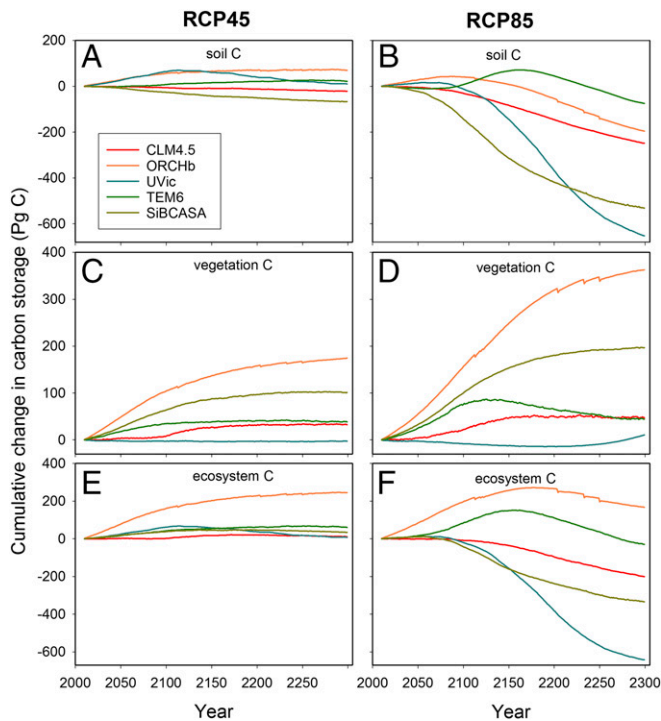 RCP45
RCP85
A
soil C
B
soil C
200
0
-200
-400
-600
CLM4.5
ORCHb
UVic
TEM6
SiBCASA
Cumulative change in carbon storage (Pg C)
C
vegetation C
D
vegetation C
400
300
200
100
0
E
ecosystem C
F
ecosystem C
400
200
0
-200
-400
-600
2000 2050 2100 2150 2200 2250
2000 2050 2100 2150 2200 2250 2300
Year
Year